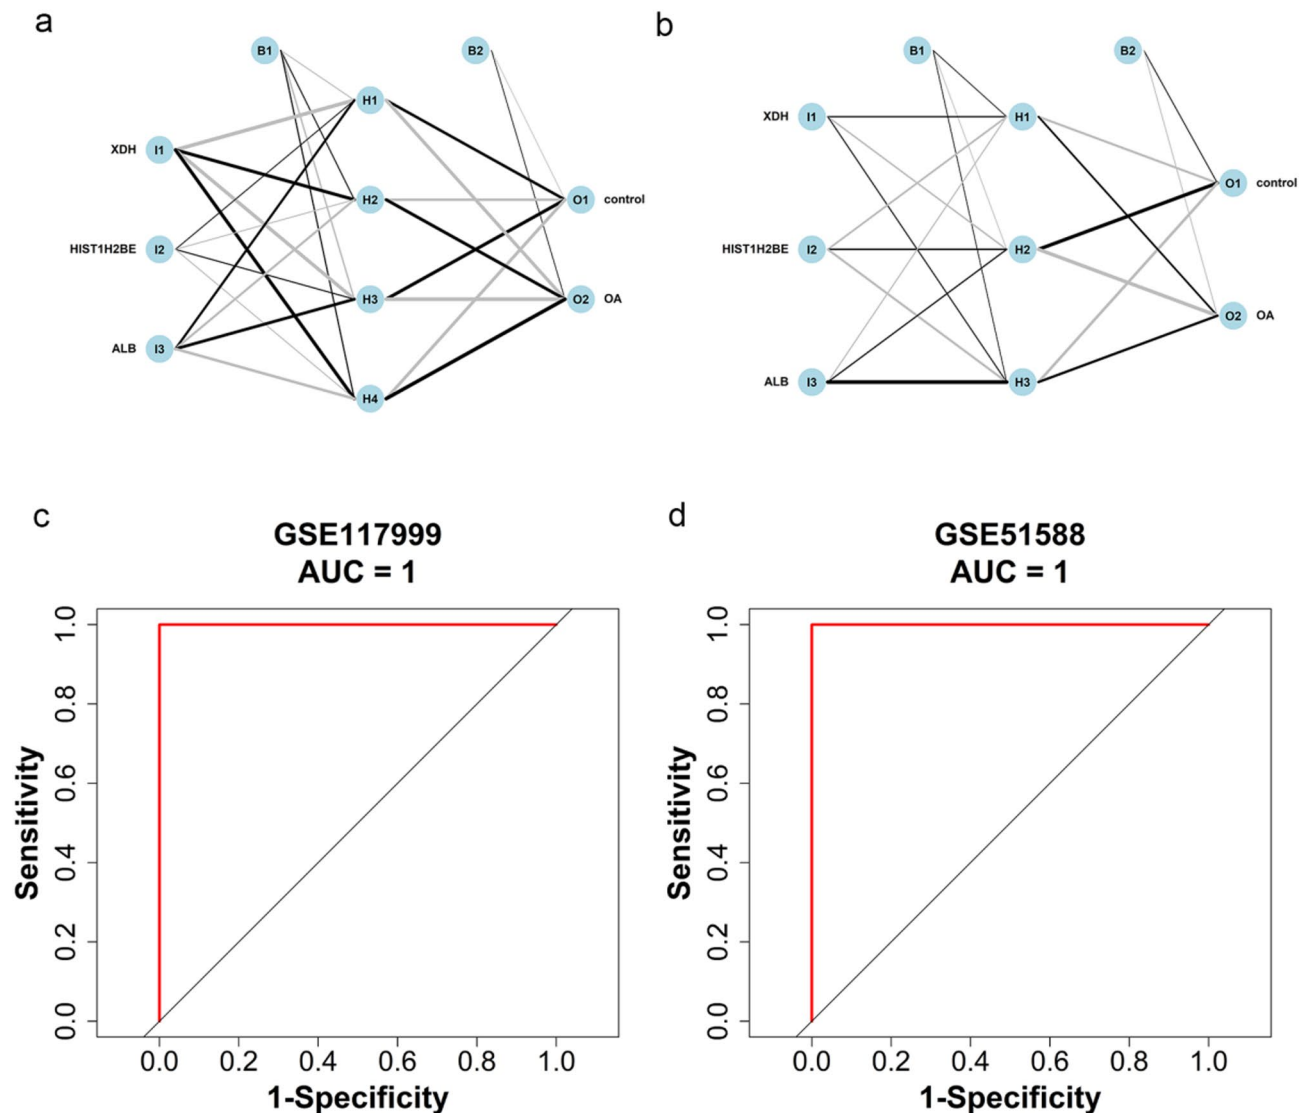 a
B1
B2
H1
XDH
I1
H2
O1
control
HIST1H2BE
I2
H3
O2
OA
ALB
I3
H4
b
B1
B2
XDH
I1
H1
O1
control
HIST1H2BE
I2
H2
O2
OA
ALB
I3
H3
c
GSE117999
AUC = 1
Sensitivity
1.0
0.8
0.6
0.4
0.2
0.0
0.0 0.2 0.4 0.6 0.8 1.0
1-Specificity
d
GSE51588
AUC = 1
Sensitivity
1.0
0.8
0.6
0.4
0.2
0.0
0.0 0.2 0.4 0.6 0.8 1.0
1-Specificity